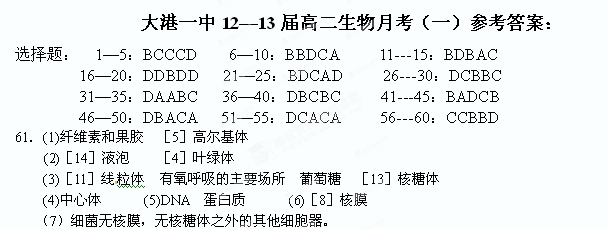 大港一中 12—13 届高二生物月考（一）参考答案：
选择题： 1—5：BCCCD 6—10：BBDCA 11---15：BDBAC
16—20：DDBDD 21—25：BDCAD 26---30：DCBBC
31—35：DAABC 36—40：DBCBC 41---45：BADCB
46—50：DBACA 51—55：DCACA 56---60：CCBBD
61．(1)纤维素和果胶 ［5］高尔基体
(2)［14］液泡 ［4］叶绿体
(3)［11］线粒体 有氧呼吸的主要场所 葡萄糖 ［13］核糖体
(4)中心体 (5)DNA 蛋白质 (6)［8］核膜
（7）细菌无核膜，无核糖体之外的其他细胞器。